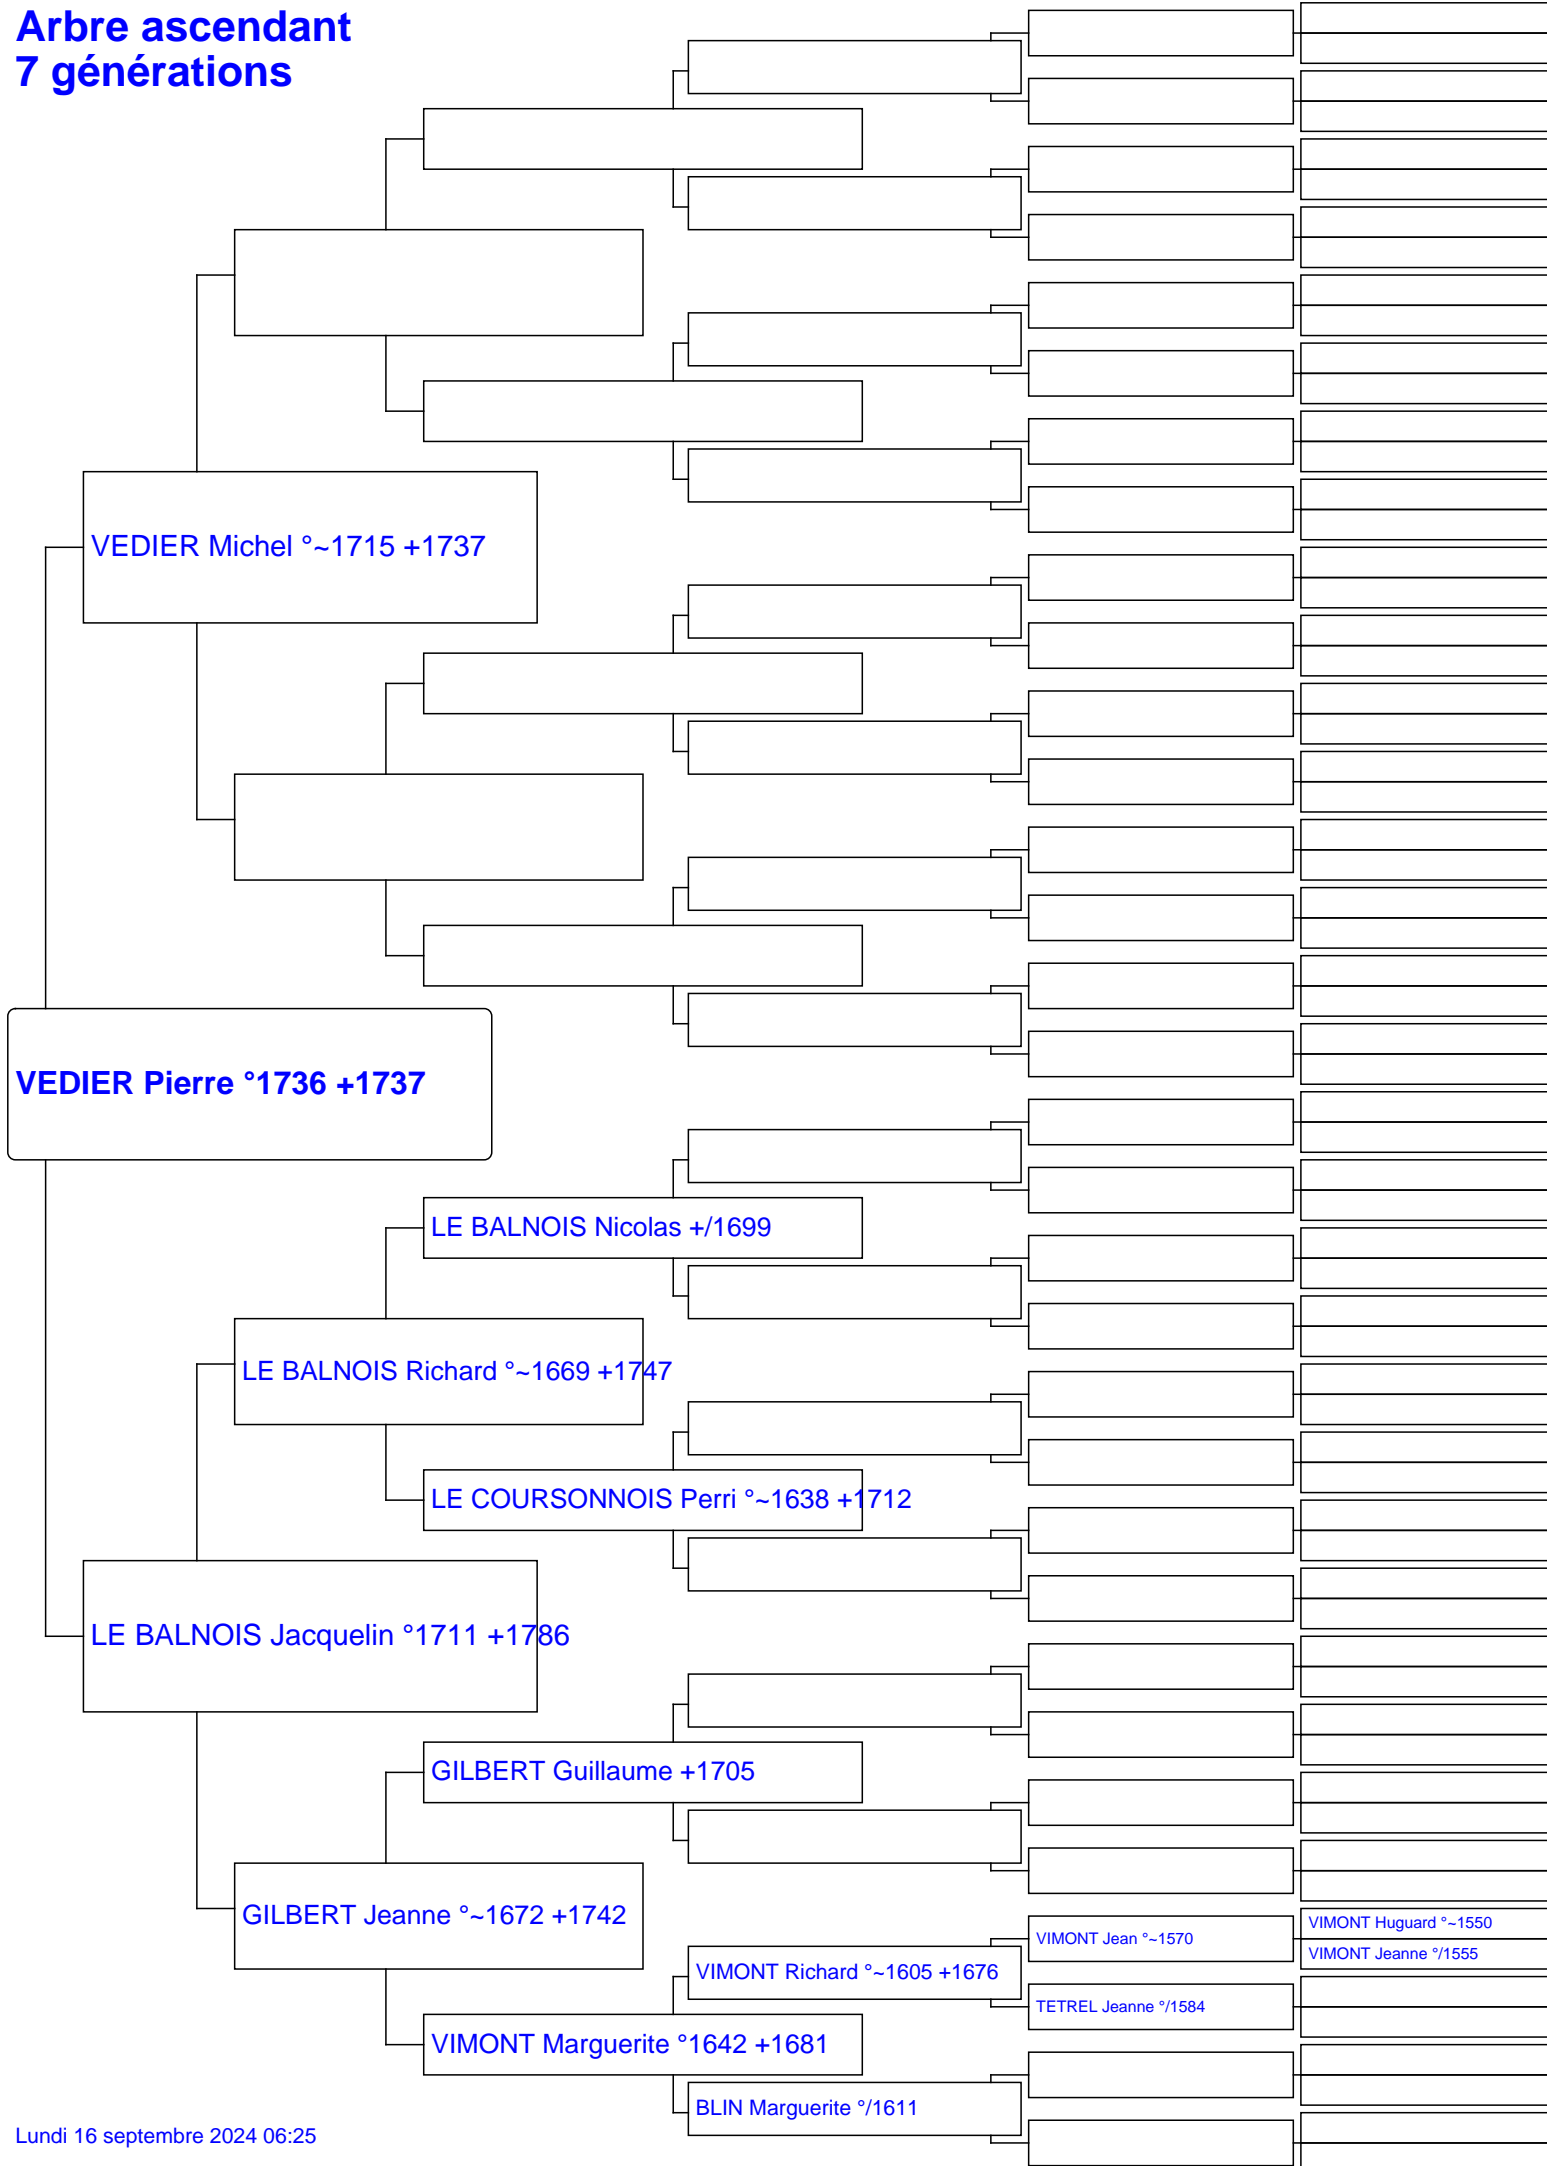 Arbre ascendant
7 générations
VEDIER Michel °~1715 +1737
VEDIER Pierre °1736 +1737
LE BALNOIS Nicolas +/1699
LE BALNOIS Richard °~1669 +1747
LE COURSONNOIS Perri °~1638 +1712
LE BALNOIS Jacquelin °1711 +1786
GILBERT Guillaume +1705
GILBERT Jeanne °~1672 +1742
VIMONT Huguard °~1550
VIMONT Jean °~1570
VIMONT Jeanne °/1555
VIMONT Richard °~1605 +1676
TETREL Jeanne °/1584
VIMONT Marguerite °1642 +1681
BLIN Marguerite °/1611
Lundi 16 septembre 2024 06:25